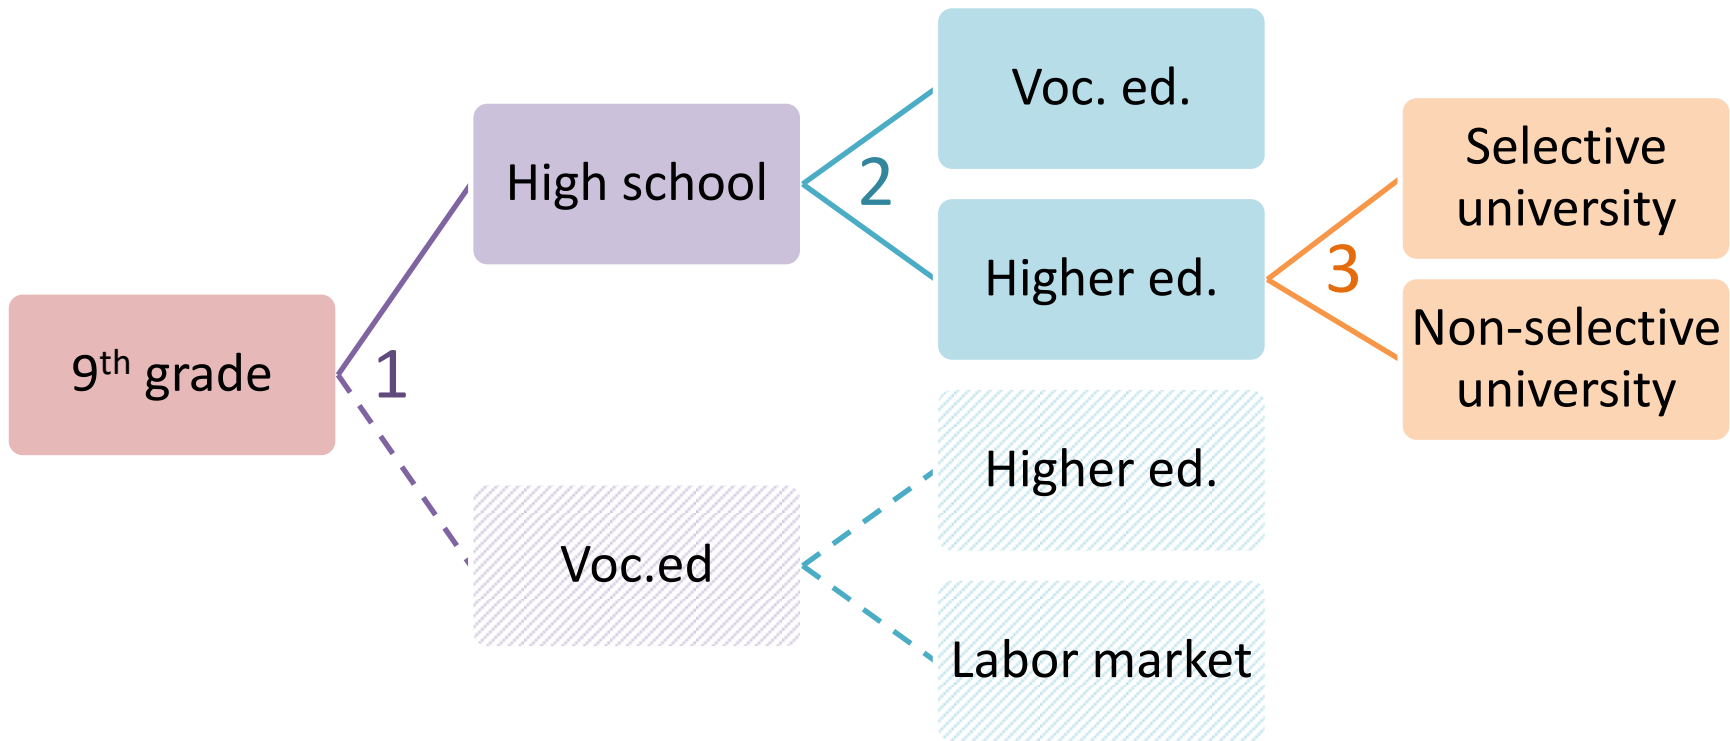 9th grade
1
High school
Voc.ed
2
Voc. ed.
Higher ed.
Higher ed.
Labor market
3
Selective
university
Non-selective
university